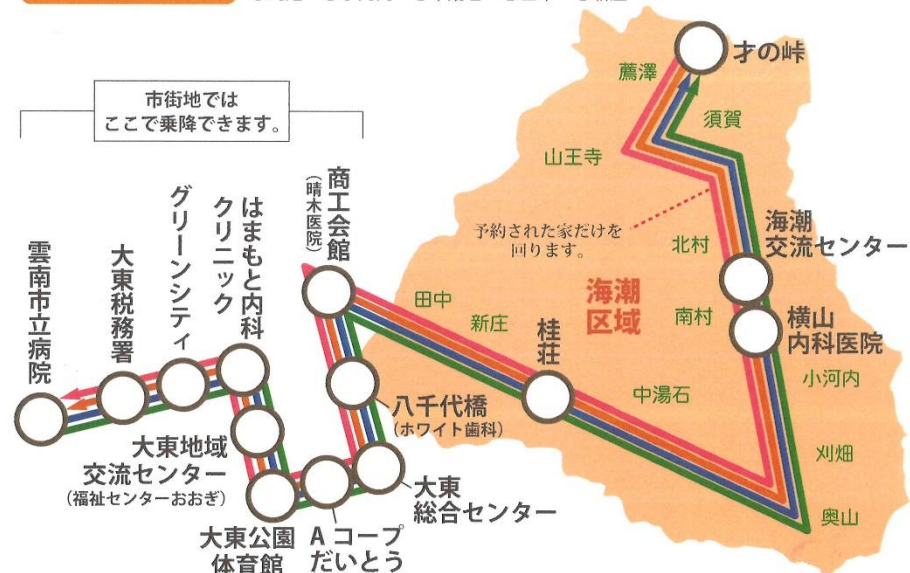 才の峠
薦澤
須賀
市街地では
ここで乗降できます。
山王寺
商工会館
(晴木医院)
はまもと内科
クリニック
グリーンシティ
大東税務署
雲南市立病院
予約された家だけを
回ります。
北村
海潮
交流センター
海潮
区域
田中
新庄
南村
横山
内科医院
桂荘
小河内
中湯石
八千代橋
(ホワイト歯科)
大東地域
交流センター
(福祉センターおおぎ)
刈畑
大東
総合センター
奥山
大東公園
体育館
Aコープ
だいとう